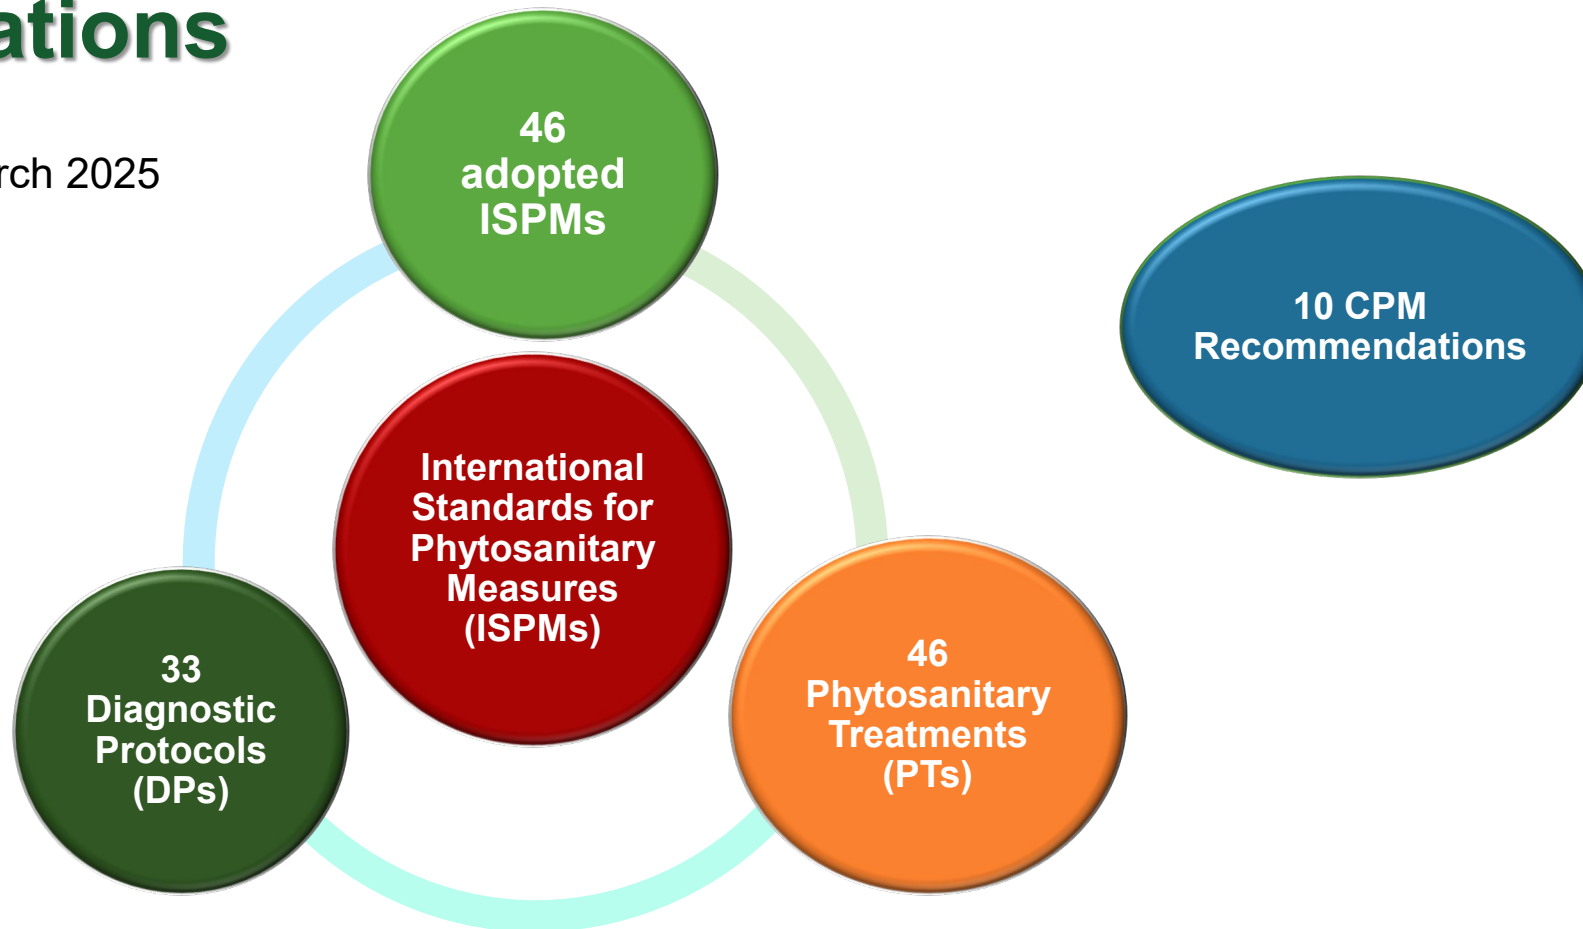 ations
rch 2025
46
adopted
ISPMs
10 CPM
Recommendations
International
Standards for
Phytosanitary
Measures
(ISPMs)
33
Diagnostic
Protocols
(DPs)
46
Phytosanitary
Treatments
(PTs)